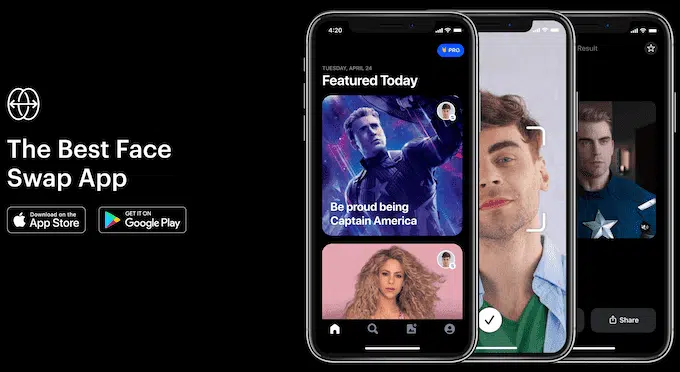 The Best Face
Swap App
Download on the
App Store
GET IT ON
Google Play
4:20
PRO
TUESDAY, APRIL 24
Featured Today
Be proud being
Captain America
Result
Share